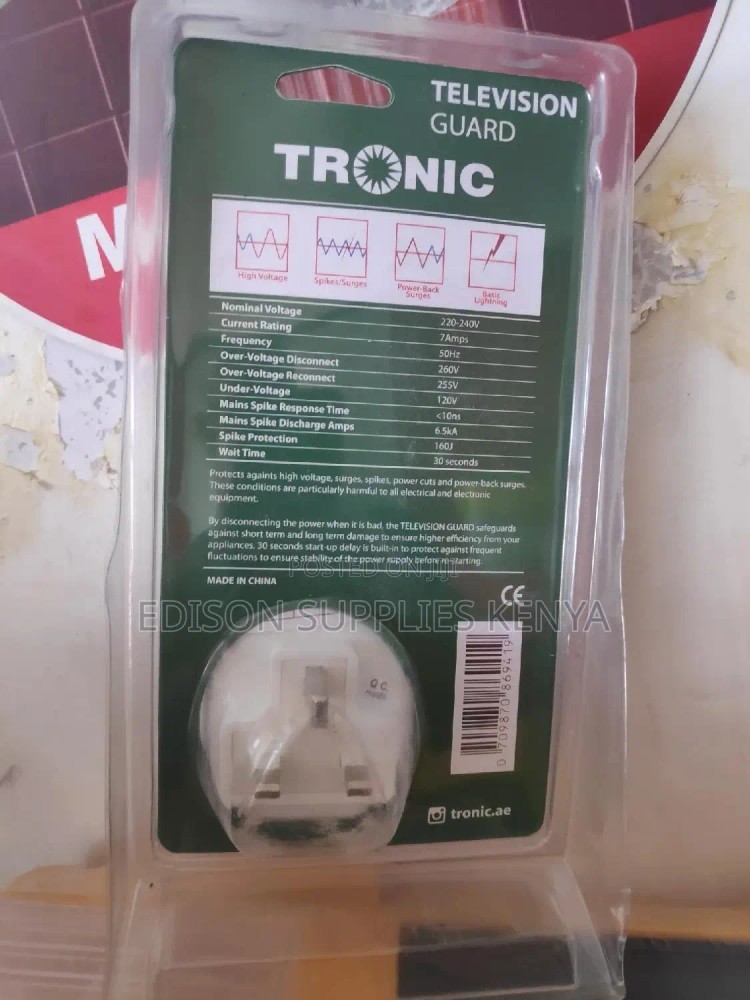 TELEVISION
GUARD
TRONIC
High Voltage
Spikes/Surges
Power-Back
Surges
Basic
Lightning
Nominal Voltage 220-240V
Current Rating 7Amps
Frequency 50Hz
Over-Voltage Disconnect 260V
Over-Voltage Reconnect 255V
Under-Voltage 120V
Mains Spike Response Time <10ns
Mains Spike Discharge Amps 6.5kA
Spike Protection 160J
Wait Time 30 seconds
Protects againts high voltage, surges, spikes, power cuts and power-back surges.
These conditions are particularly harmful to all electrical and electronic
equipment.
By disconnecting the power when it is bad, the TELEVISION GUARD safeguards
against short term and long term damage to ensure higher efficiency from your
appliances. 30 seconds start-up delay is built-in to protect against frequent
fluctuations to ensure stability of the power supply before restarting.
POSTED ON JIJI
MADE IN CHINA
CE
EDISON SUPPLIES KENYA
Q.C.
0 709870 869419
tronic.ae
M